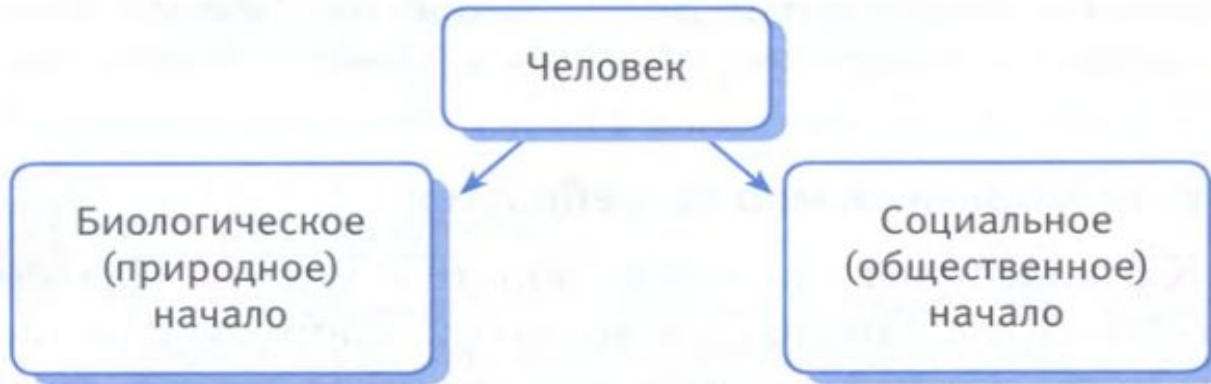 Человек
Биологическое
(природное)
начало
Социальное
(общественное)
начало